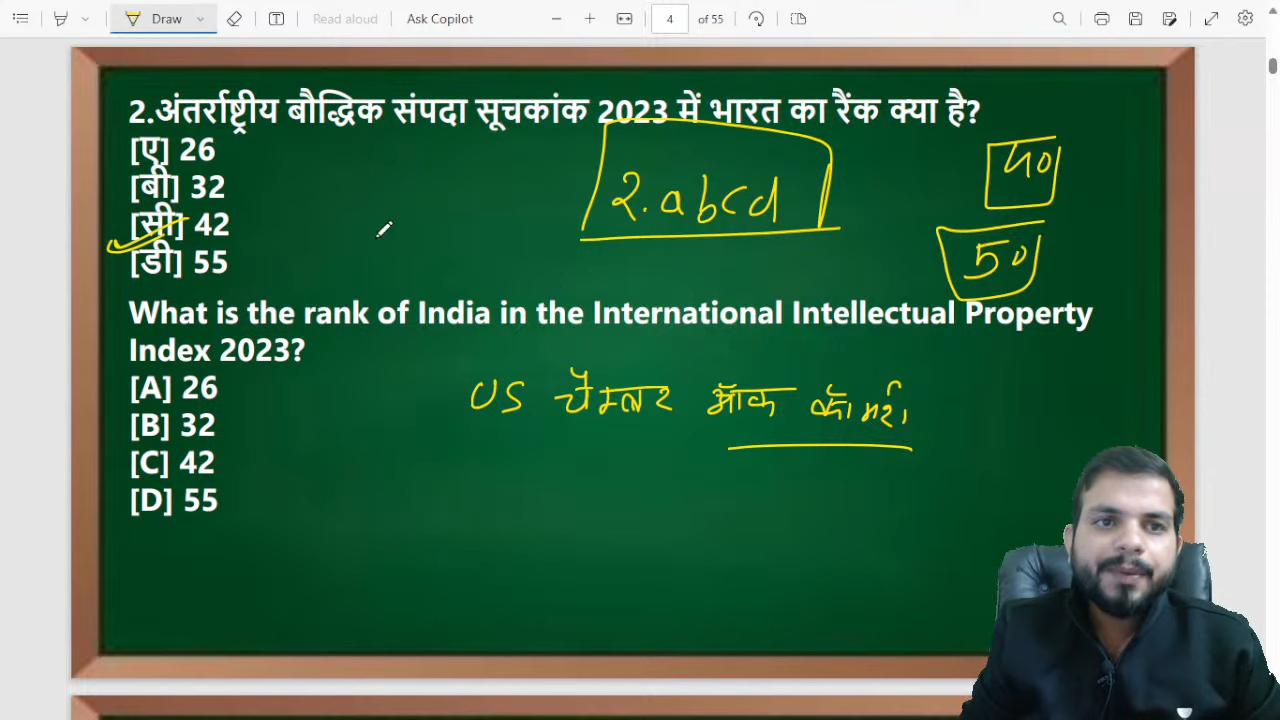 Draw
Read aloud
Ask Copilot
4 of 55
2.अंतर्राष्ट्रीय बौद्धिक संपदा सूचकांक 2023 में भारत का रैंक क्या है?
[ए] 26
[बी] 32
[सी] 42
[डी] 55
2. a b c d
50
What is the rank of India in the International Intellectual Property
Index 2023?
[A] 26
[B] 32
[C] 42
[D] 55
US चेम्बर ऑफ कॉमर्स